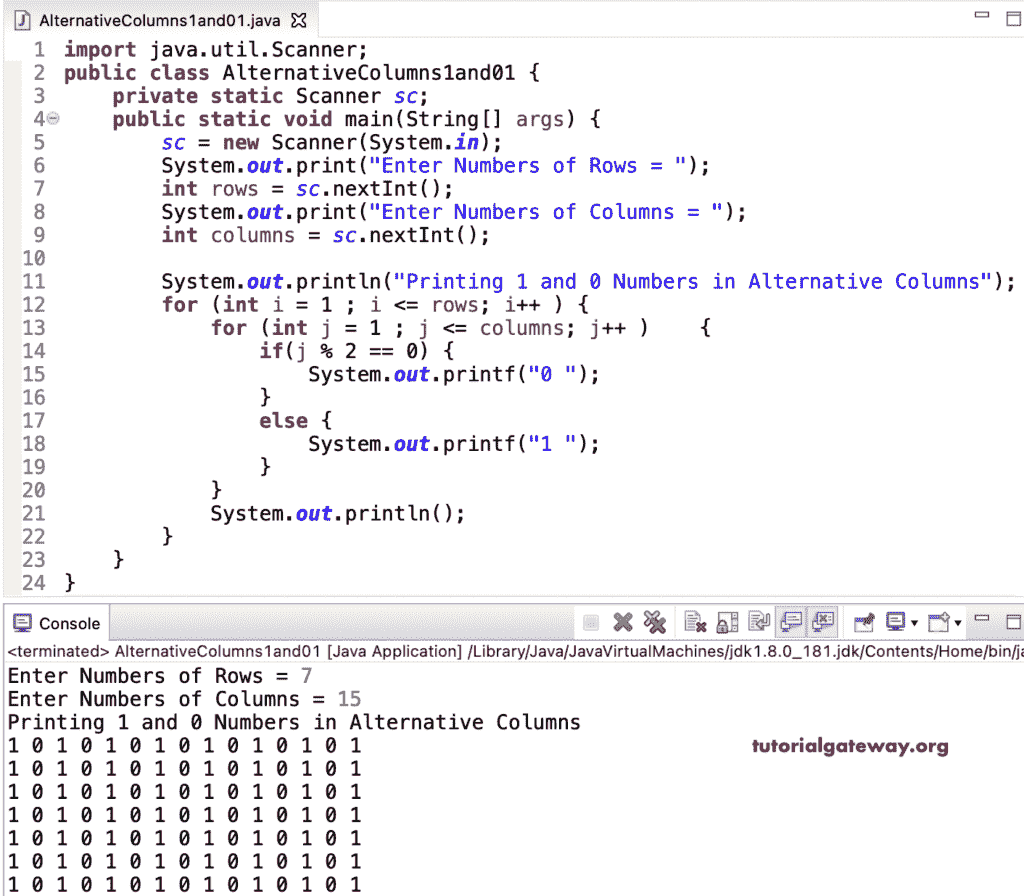 AlternativeColumns1and01.java
1 import java.util.Scanner;
2 public class AlternativeColumns1and01 {
3     private static Scanner sc;
4     public static void main(String[] args) {
5         sc = new Scanner(System.in);
6         System.out.print("Enter Numbers of Rows = ");
7         int rows = sc.nextInt();
8         System.out.print("Enter Numbers of Columns = ");
9         int columns = sc.nextInt();
10
11         System.out.println("Printing 1 and 0 Numbers in Alternative Columns");
12         for (int i = 1 ; i <= rows; i++ ) {
13             for (int j = 1 ; j <= columns; j++ )    {
14                 if(j % 2 == 0) {
15                     System.out.printf("0 ");
16                 }
17                 else {
18                     System.out.printf("1 ");
19                 }
20             }
21             System.out.println();
22         }
23     }
24 }
Console
<terminated> AlternativeColumns1and01 [Java Application] /Library/Java/JavaVirtualMachines/jdk1.8.0_181.jdk/Contents/Home/bin/ja
Enter Numbers of Rows = 7
Enter Numbers of Columns = 15
Printing 1 and 0 Numbers in Alternative Columns
1 0 1 0 1 0 1 0 1 0 1 0 1 0 1
tutorialgateway.org
1 0 1 0 1 0 1 0 1 0 1 0 1 0 1
1 0 1 0 1 0 1 0 1 0 1 0 1 0 1
1 0 1 0 1 0 1 0 1 0 1 0 1 0 1
1 0 1 0 1 0 1 0 1 0 1 0 1 0 1
1 0 1 0 1 0 1 0 1 0 1 0 1 0 1
1 0 1 0 1 0 1 0 1 0 1 0 1 0 1